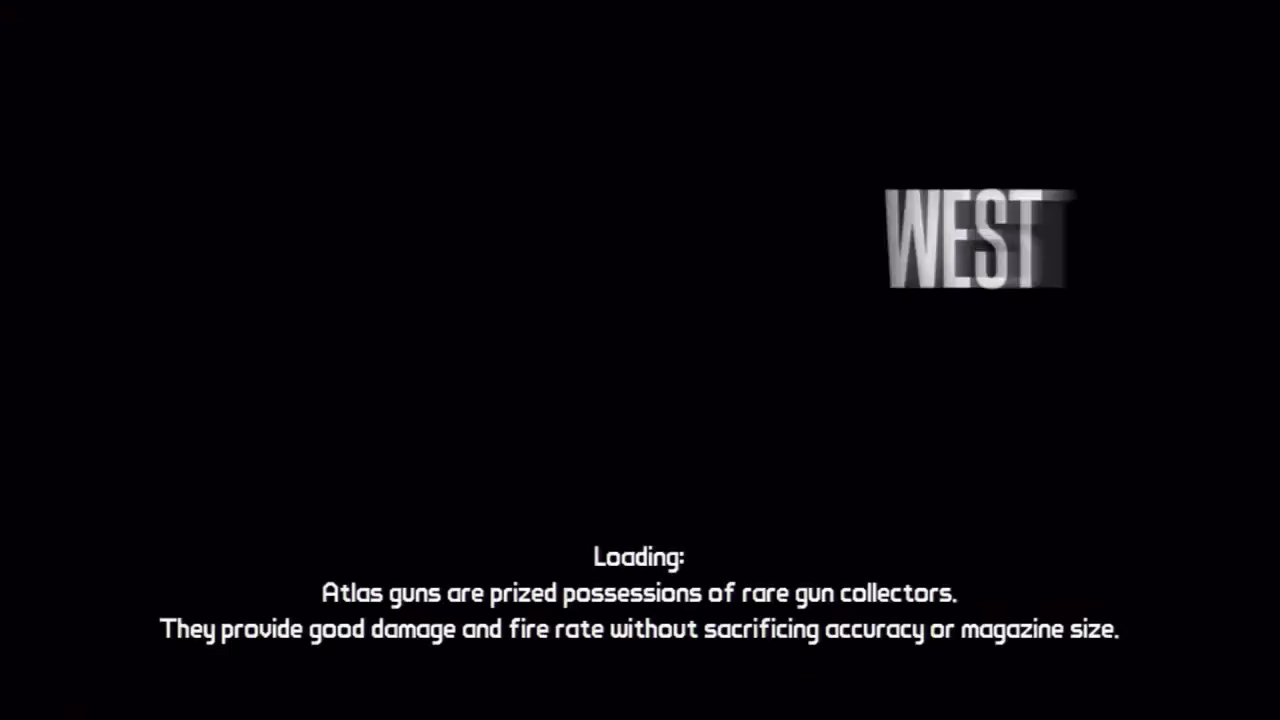 WEST
Loading:
Atlas guns are prized possessions of rare gun collectors.
They provide good damage and fire rate without sacrificing accuracy or magazine size.